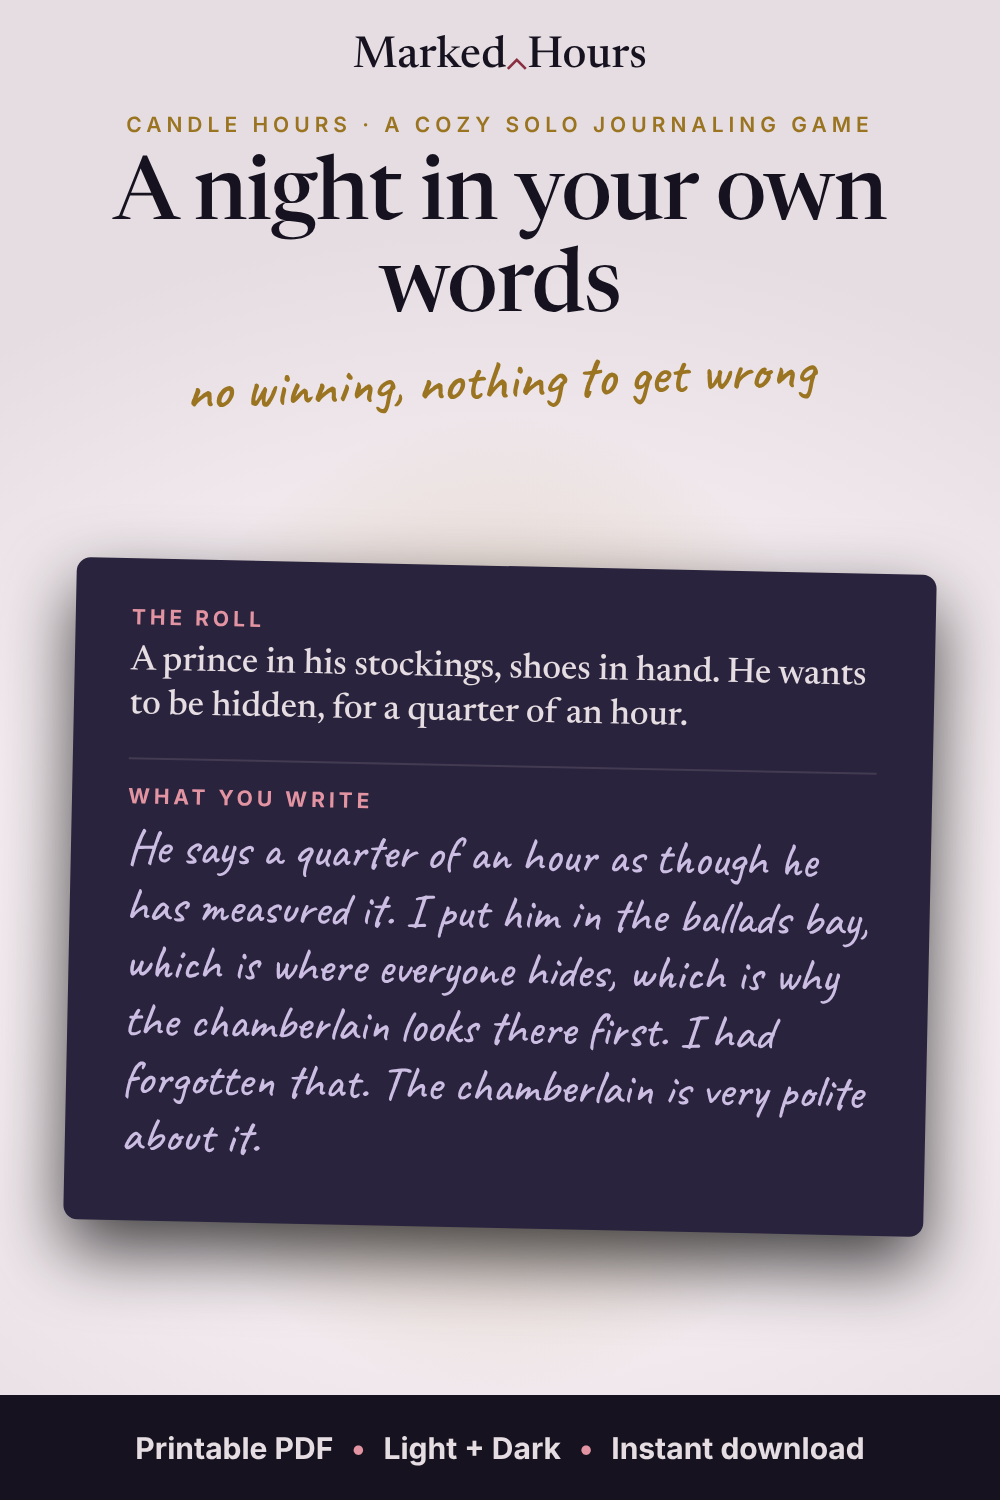 Marked‸Hours
CANDLE HOURS · A COZY SOLO JOURNALING GAME
A night in your own
words
no winning, nothing to get wrong
THE ROLL
A prince in his stockings, shoes in hand. He wants
to be hidden, for a quarter of an hour.
WHAT YOU WRITE
He says a quarter of an hour as though he
has measured it. I put him in the ballads bay,
which is where everyone hides, which is why
the chamberlain looks there first. I had
forgotten that. The chamberlain is very polite
about it.
Printable PDF • Light + Dark • Instant download